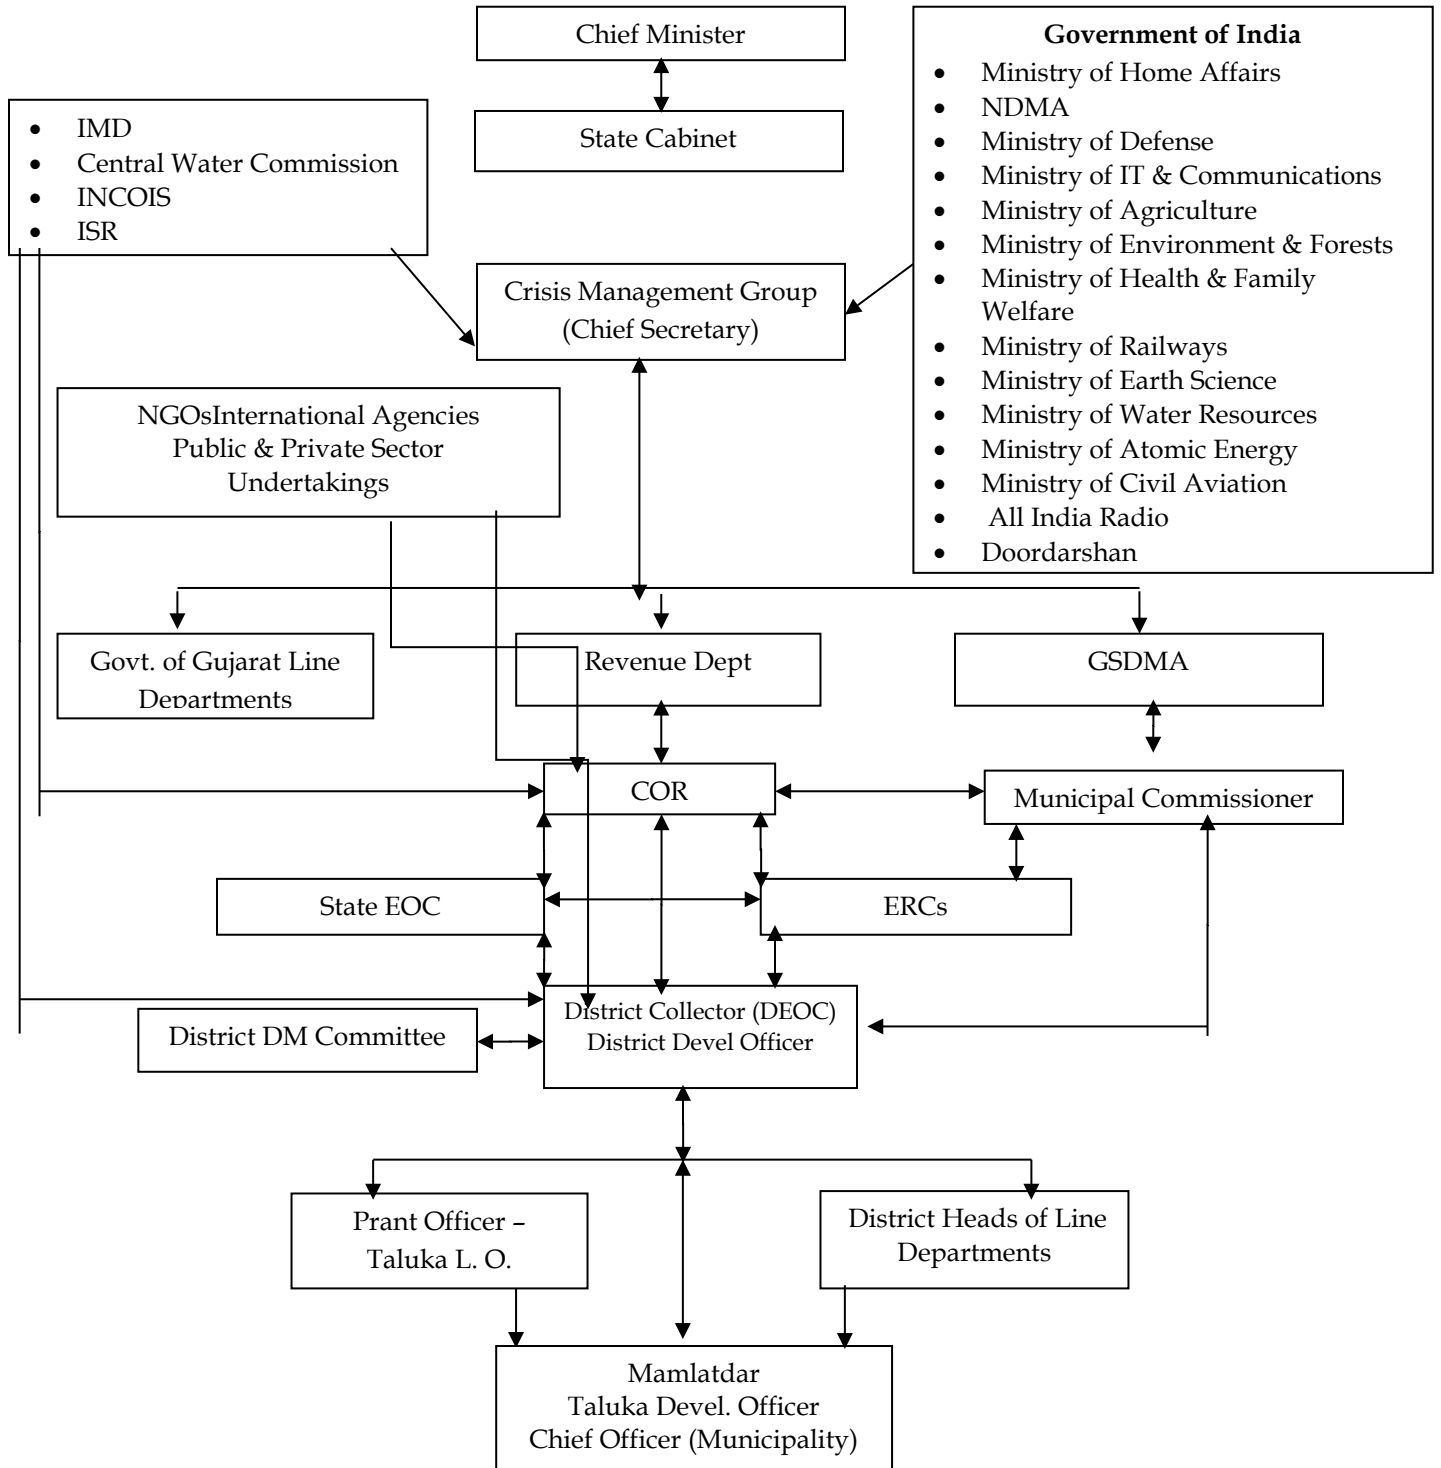 Chief Minister
State Cabinet
Government of India
• Ministry of Home Affairs
• NDMA
• Ministry of Defense
• Ministry of IT & Communications
• Ministry of Agriculture
• Ministry of Environment & Forests
• Ministry of Health & Family
Welfare
• Ministry of Railways
• Ministry of Earth Science
• Ministry of Water Resources
• Ministry of Atomic Energy
• Ministry of Civil Aviation
• All India Radio
• Doordarshan
• IMD
• Central Water Commission
• INCOIS
• ISR
Crisis Management Group
(Chief Secretary)
NGOsInternational Agencies
Public & Private Sector
Undertakings
Govt. of Gujarat Line
Departments
Revenue Dept
GSDMA
COR
Municipal Commissioner
State EOC
ERCs
District Collector (DEOC)
District Devel Officer
District DM Committee
Prant Officer –
Taluka L. O.
District Heads of Line
Departments
Mamlatdar
Taluka Devel. Officer
Chief Officer (Municipality)